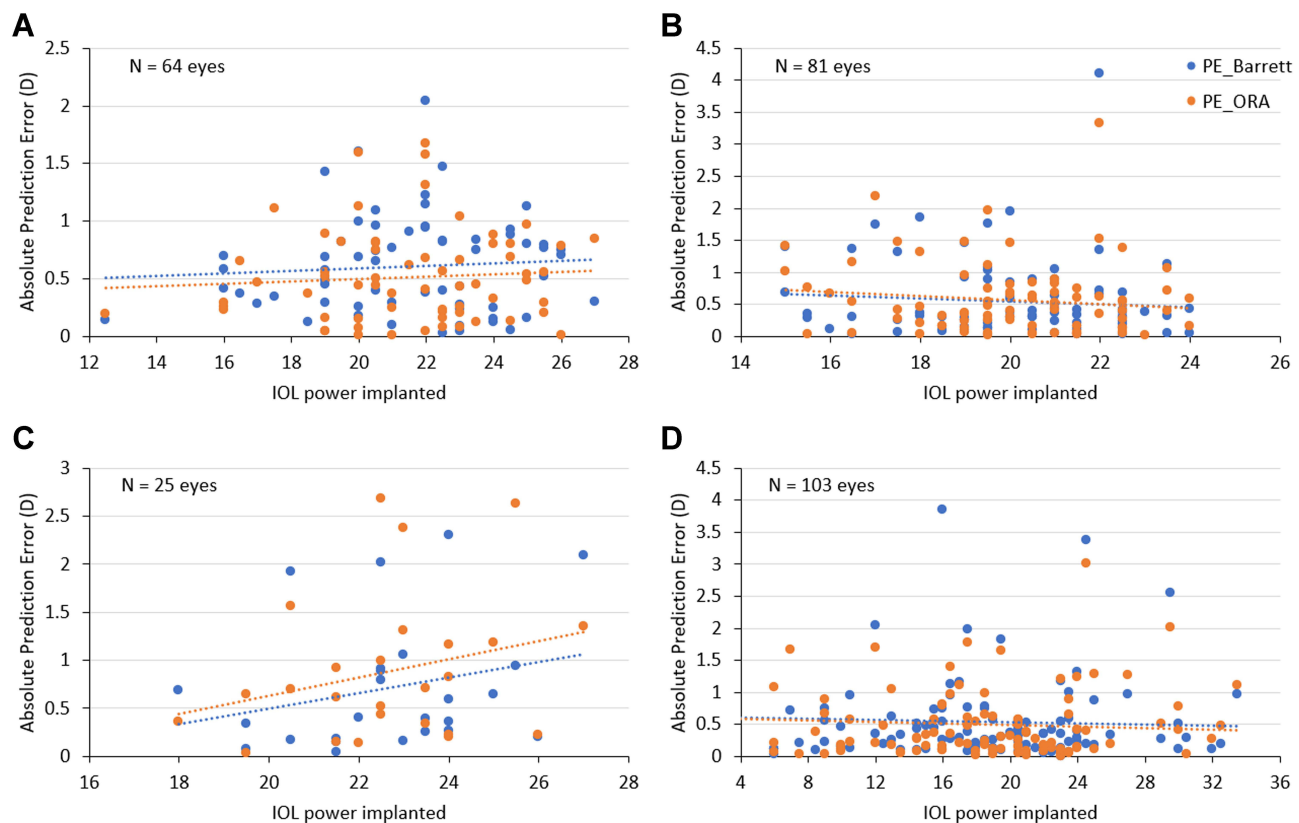 A
Absolute Prediction Error (D)
2.5
2
1.5
1
0.5
0
N = 64 eyes
12 14 16 18 20 22 24 26 28
IOL power implanted
B
Absolute Prediction Error (D)
4.5
4
3.5
3
2.5
2
1.5
1
0.5
0
N = 81 eyes
PE_Barrett
PE_ORA
14 16 18 20 22 24 26
IOL power implanted
C
Absolute Prediction Error (D)
3
2.5
2
1.5
1
0.5
0
N = 25 eyes
16 18 20 22 24 26 28
IOL power implanted
D
Absolute Prediction Error (D)
4.5
4
3.5
3
2.5
2
1.5
1
0.5
0
N = 103 eyes
4 8 12 16 20 24 28 32 36
IOL power implanted